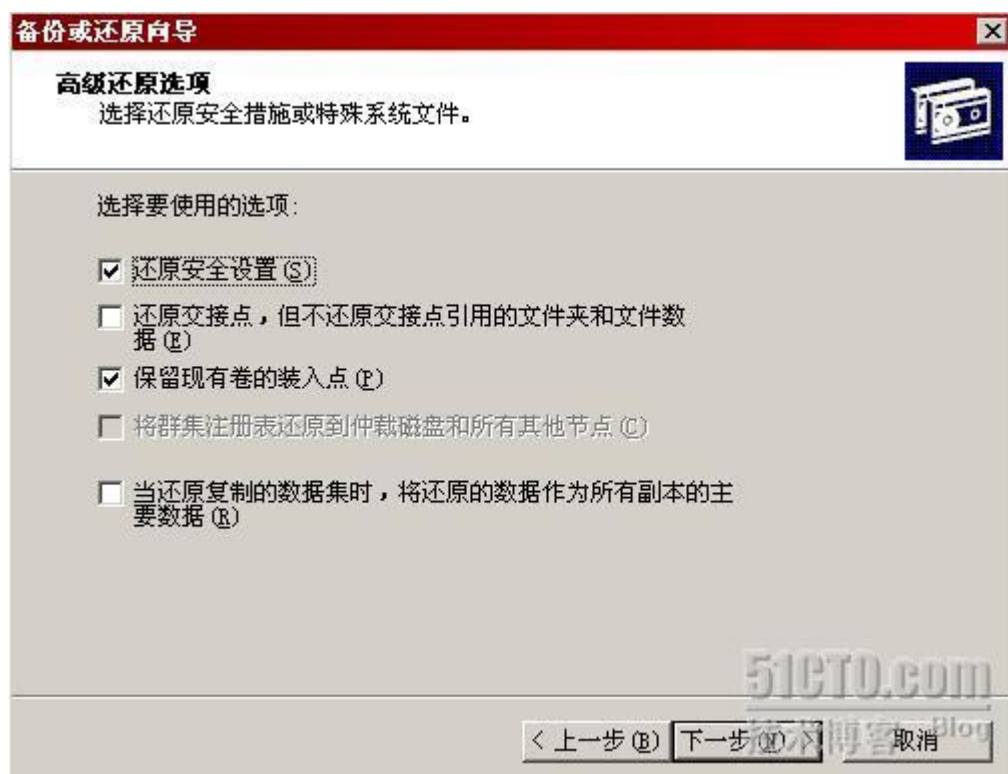 备份或还原向导
高级还原选项
选择还原安全措施或特殊系统文件。
选择要使用的选项:
还原安全设置(S)
还原交接点，但不还原交接点引用的文件夹和文件数
据(E)
保留现有卷的装入点(P)
将群集注册表还原到仲裁磁盘和所有其他节点(C)
当还原复制的数据集时，将还原的数据作为所有副本的主
要数据(R)
51CTO.com
技术博客 Blog
< 上一步(B)
下一步(N) >
取消